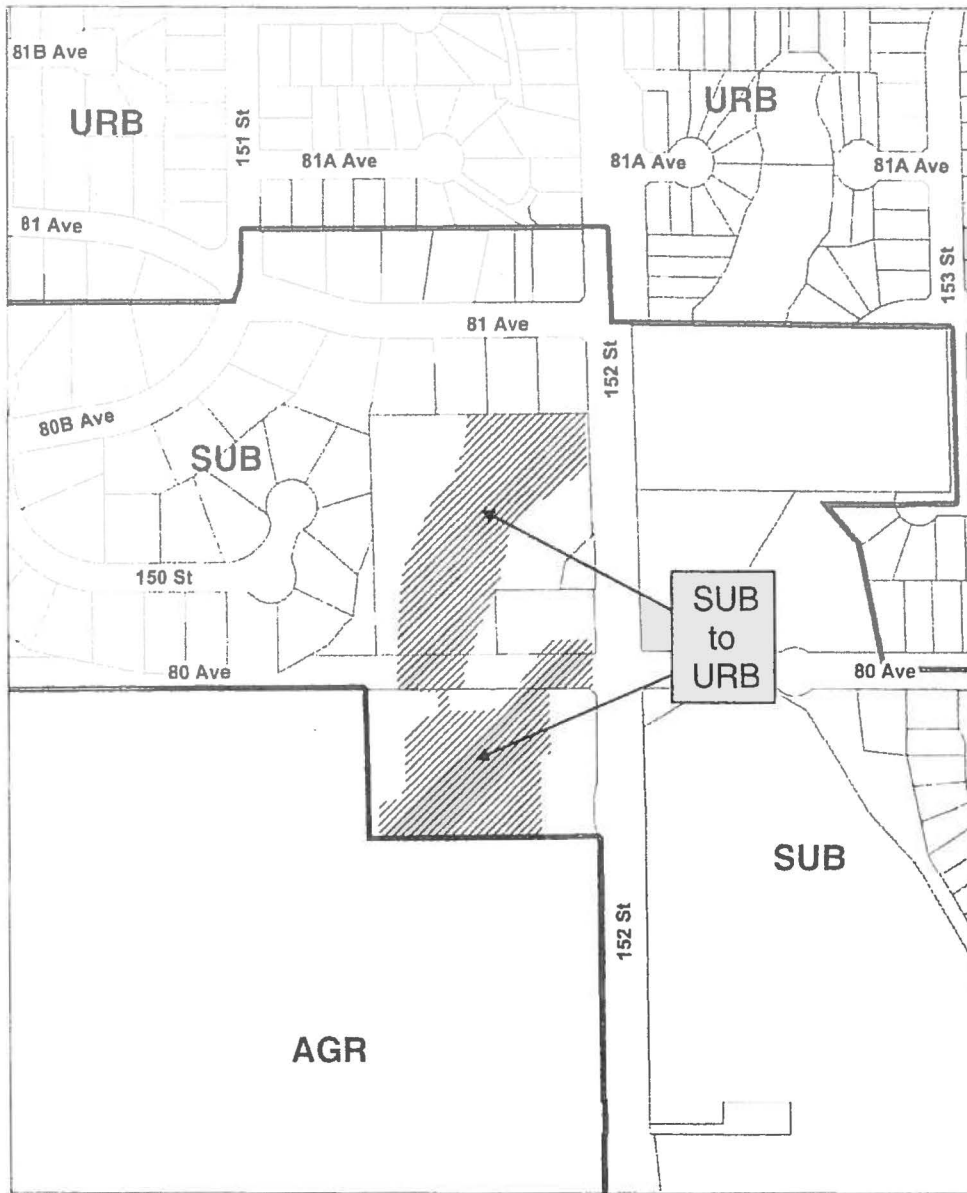 81B Ave
URB
151 St
81A Ave
URB
81A Ave
81A Ave
81 Ave
153 St
81 Ave
152 St
80B Ave
SUB
150 St
SUB
to
URB
80 Ave
80 Ave
SUB
152 St
AGR